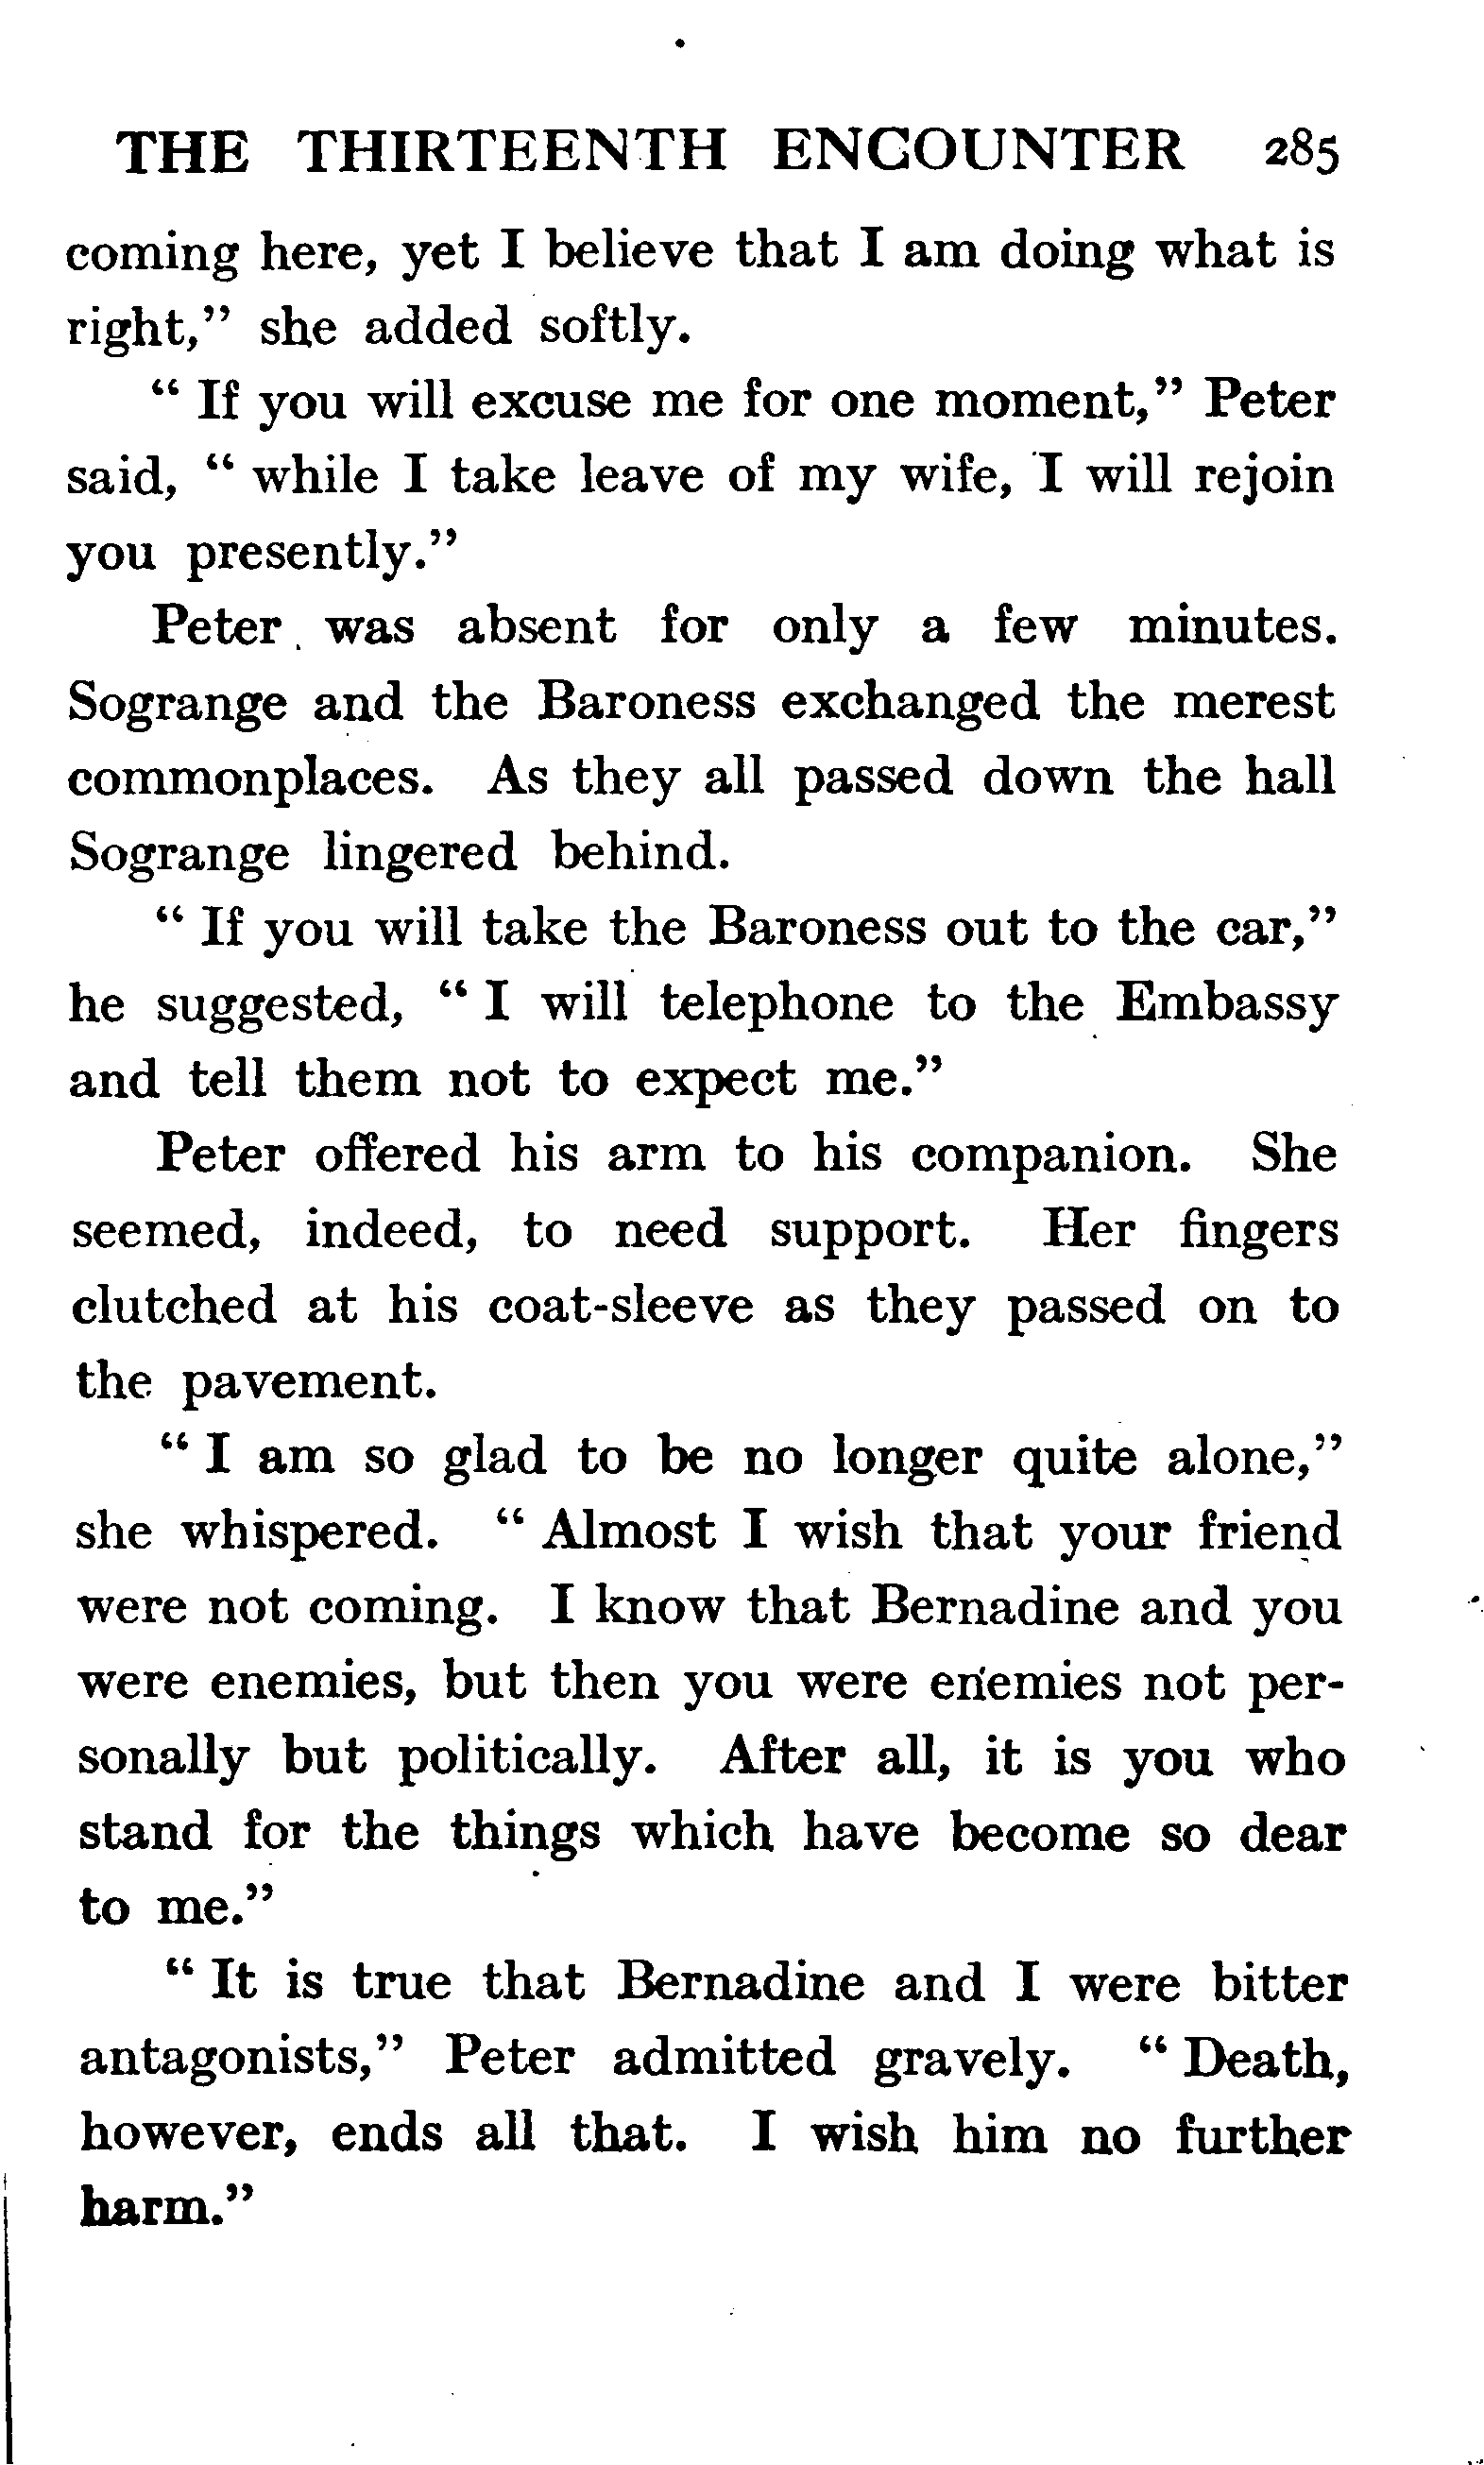 THE THIRTEENTH ENCOUNTER 285
coming here, yet I believe that I am doing what is
right,” she added softly.
“ If you will excuse me for one moment,” Peter
said, “ while I take leave of my wife, I will rejoin
you presently.”
Peter was absent for only a few minutes.
Sogrange and the Baroness exchanged the merest
commonplaces. As they all passed down the hall
Sogrange lingered behind.
“ If you will take the Baroness out to the car,”
he suggested, “ I will telephone to the Embassy
and tell them not to expect me.”
Peter offered his arm to his companion. She
seemed, indeed, to need support. Her fingers
clutched at his coat-sleeve as they passed on to
the pavement.
“ I am so glad to be no longer quite alone,”
she whispered. “ Almost I wish that your friend
were not coming. I know that Bernadine and you
were enemies, but then you were enemies not per-
sonally but politically. After all, it is you who
stand for the things which have become so dear
to me.”
“ It is true that Bernadine and I were bitter
antagonists,” Peter admitted gravely. “ Death,
however, ends all that. I wish him no further
harm.”